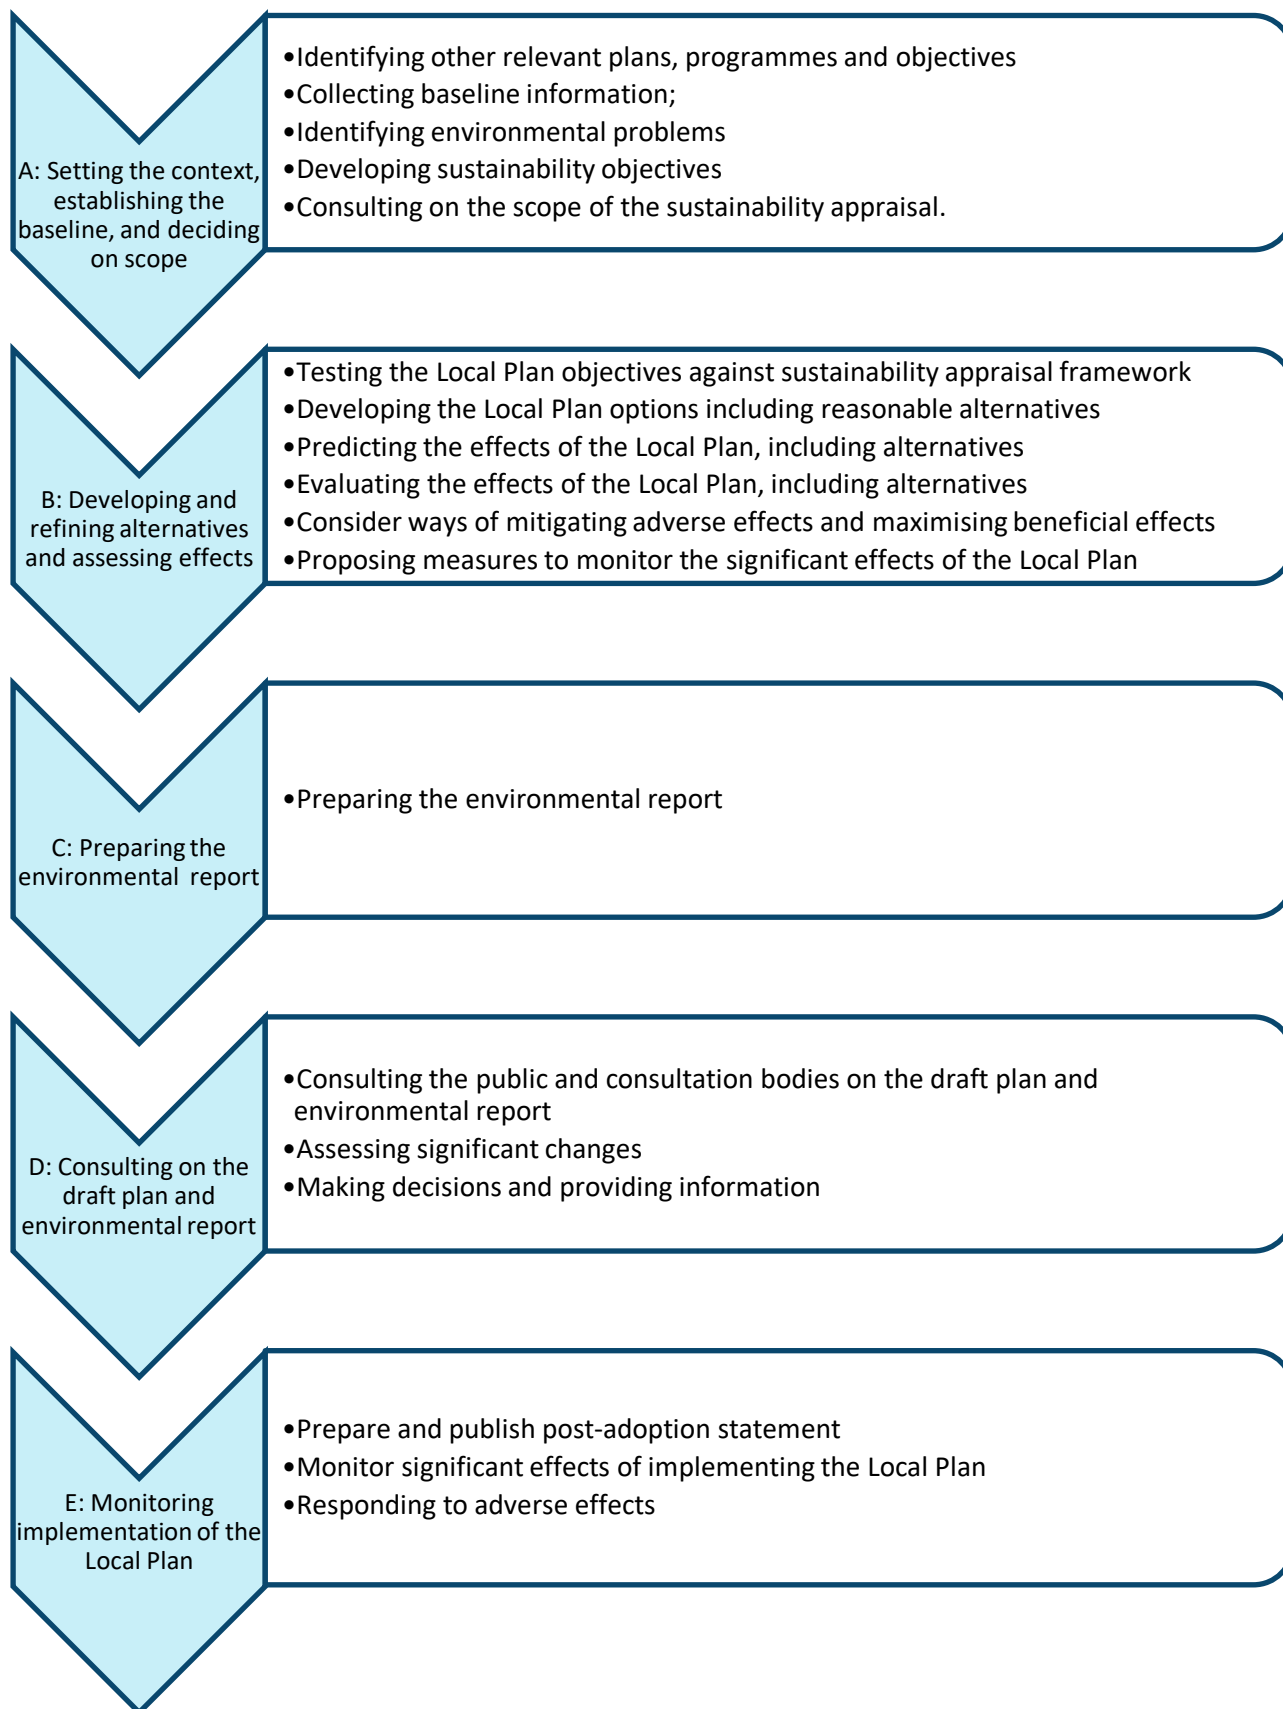 A: Setting the context,
establishing the
baseline, and deciding
on scope
•Identifying other relevant plans, programmes and objectives
•Collecting baseline information;
•Identifying environmental problems
•Developing sustainability objectives
•Consulting on the scope of the sustainability appraisal.
B: Developing and
refining alternatives
and assessing effects
•Testing the Local Plan objectives against sustainability appraisal framework
•Developing the Local Plan options including reasonable alternatives
•Predicting the effects of the Local Plan, including alternatives
•Evaluating the effects of the Local Plan, including alternatives
•Consider ways of mitigating adverse effects and maximising beneficial effects
•Proposing measures to monitor the significant effects of the Local Plan
C: Preparing the
environmental report
•Preparing the environmental report
D: Consulting on the
draft plan and
environmental report
•Consulting the public and consultation bodies on the draft plan and
environmental report
•Assessing significant changes
•Making decisions and providing information
E: Monitoring
implementation of the
Local Plan
•Prepare and publish post-adoption statement
•Monitor significant effects of implementing the Local Plan
•Responding to adverse effects